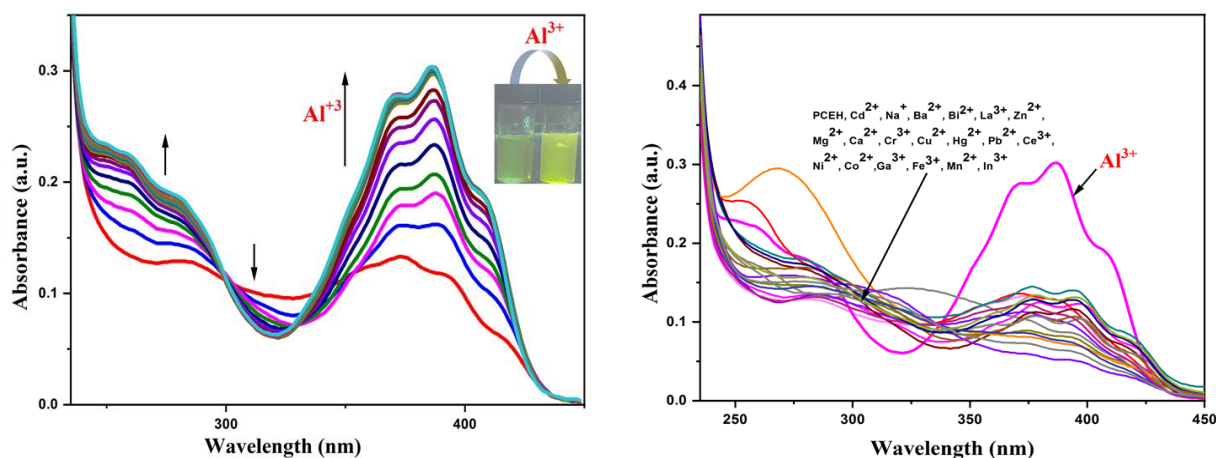 Al³⁺
Al⁺³
0.3
0.2
0.1
0.0
Absorbance (a.u.)
300
400
Wavelength (nm)
PCEH, Cd²⁺, Na⁺, Ba²⁺, Bi²⁺, La³⁺, Zn²⁺,
Mg²⁺, Ca²⁺, Cr³⁺, Cu²⁺, Hg²⁺, Pb²⁺, Ce³⁺,
Ni²⁺, Co²⁺,Ga³⁺, Fe³⁺, Mn²⁺, In³⁺
Al³⁺
0.4
0.3
0.2
0.1
0.0
Absorbance (a.u.)
250
300
350
400
450
Wavelength (nm)